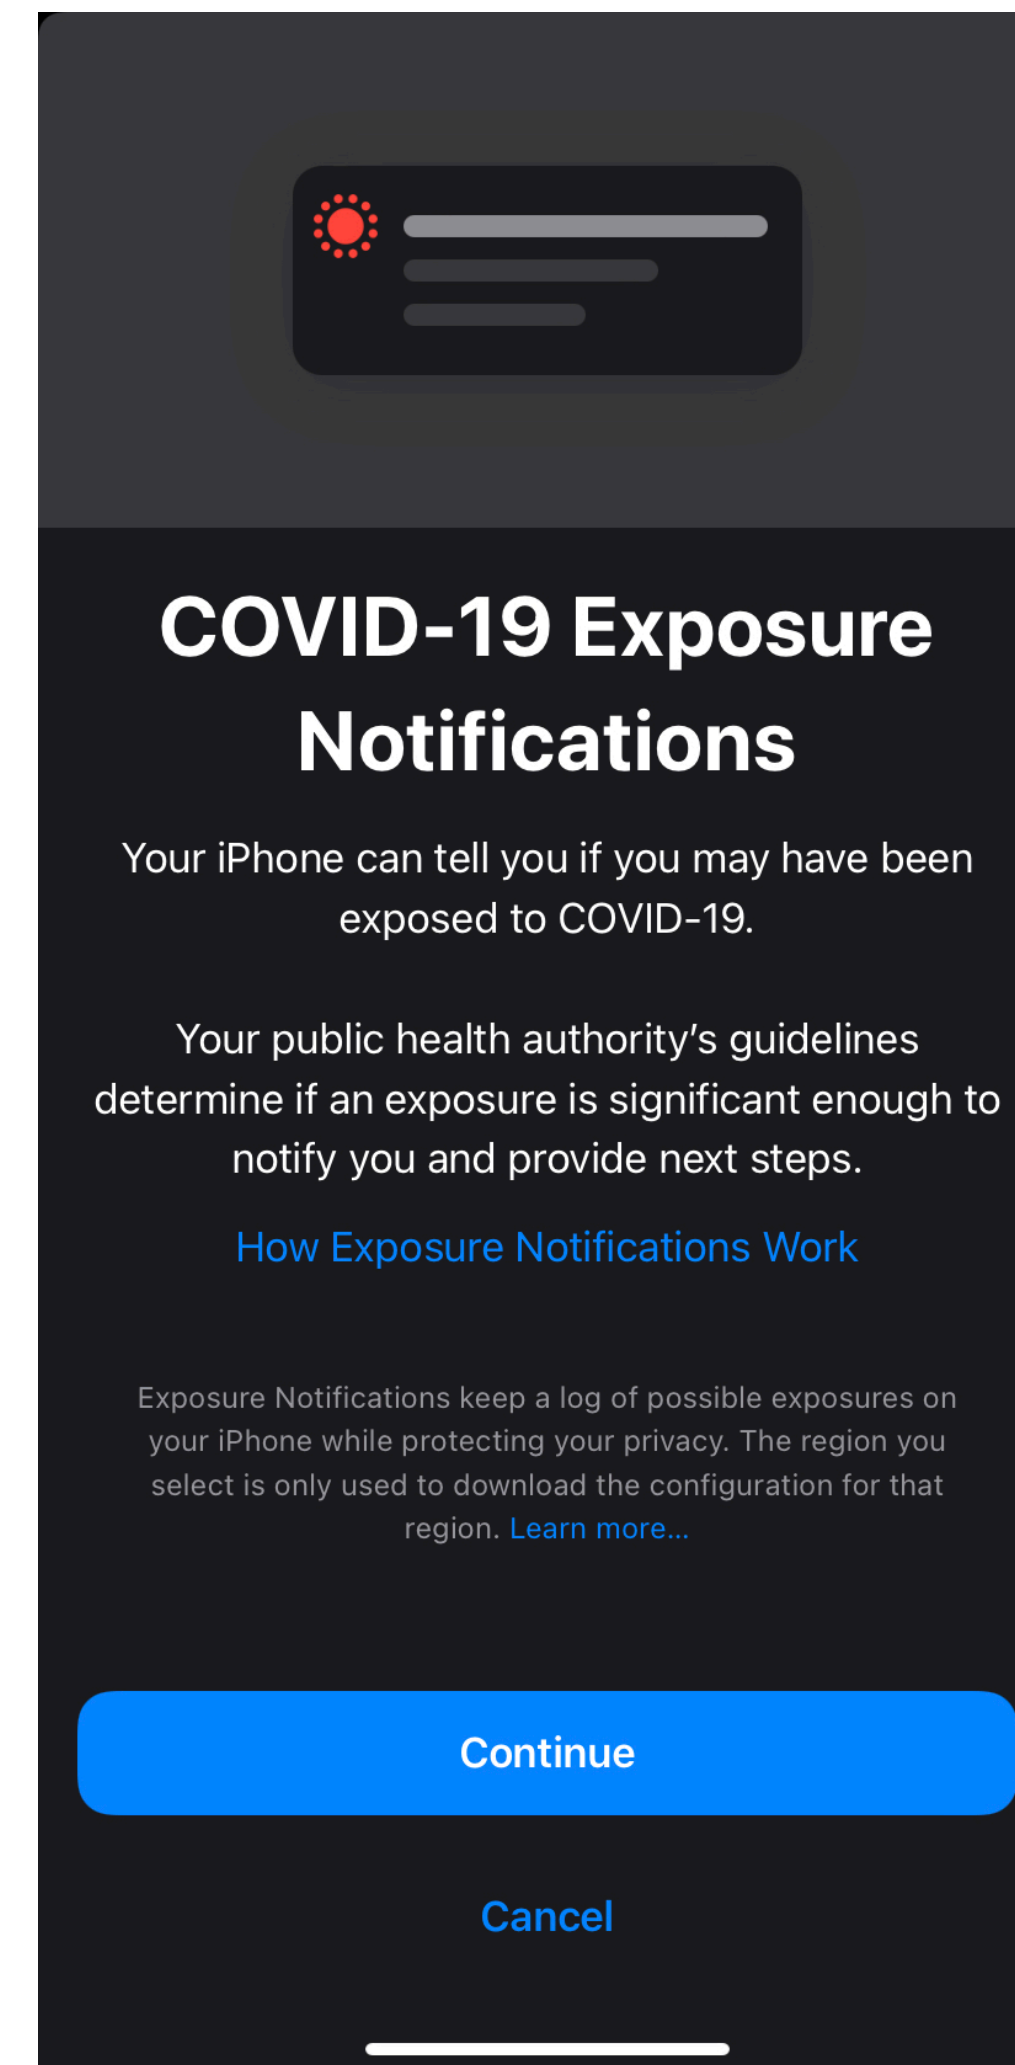 COVID-19 Exposure
Notifications
Your iPhone can tell you if you may have been
exposed to COVID-19.
Your public health authority’s guidelines
determine if an exposure is significant enough to
notify you and provide next steps.
How Exposure Notifications Work
Exposure Notifications keep a log of possible exposures on
your iPhone while protecting your privacy. The region you
select is only used to download the configuration for that
region. Learn more...
Continue
Cancel